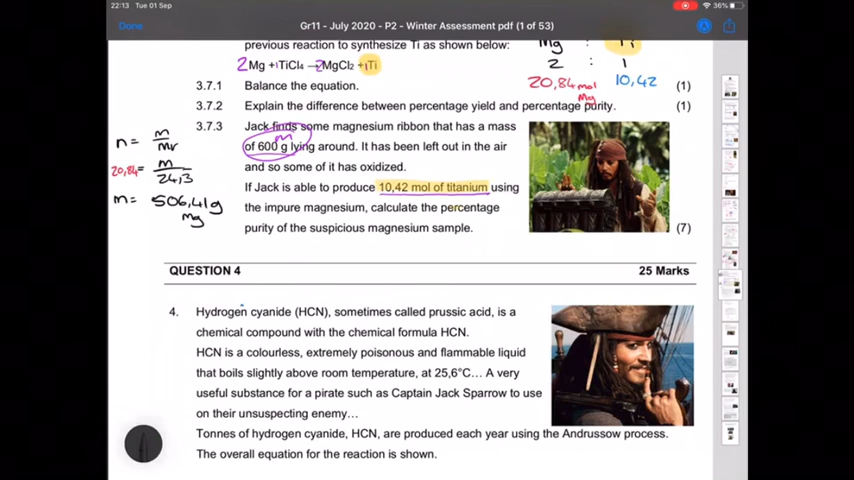 22:13 Tue 01 Sep
36%
Done
Gr11 - July 2020 - P2 - Winter Assessment pdf (1 of 53)
previous reaction to synthesize Ti as shown below:
Mg : Ti
2Mg +1TiCl₄ →2MgCl₂ +1Ti
2 : 1
20,84 mol Mg 10,42
3.7.1 Balance the equation. (1)
3.7.2 Explain the difference between percentage yield and percentage purity. (1)
3.7.3 Jack finds some magnesium ribbon that has a mass
m
of 600 g lying around. It has been left out in the air
and so some of it has oxidized.
If Jack is able to produce 10,42 mol of titanium using
the impure magnesium, calculate the percentage
purity of the suspicious magnesium sample. (7)
n = m/mr
20,84 = m/24,3
m = 506,41g
Mg
QUESTION 4 25 Marks
4. Hydrogen cyanide (HCN), sometimes called prussic acid, is a
chemical compound with the chemical formula HCN.
HCN is a colourless, extremely poisonous and flammable liquid
that boils slightly above room temperature, at 25,6°C... A very
useful substance for a pirate such as Captain Jack Sparrow to use
on their unsuspecting enemy…
Tonnes of hydrogen cyanide, HCN, are produced each year using the Andrussow process.
The overall equation for the reaction is shown.